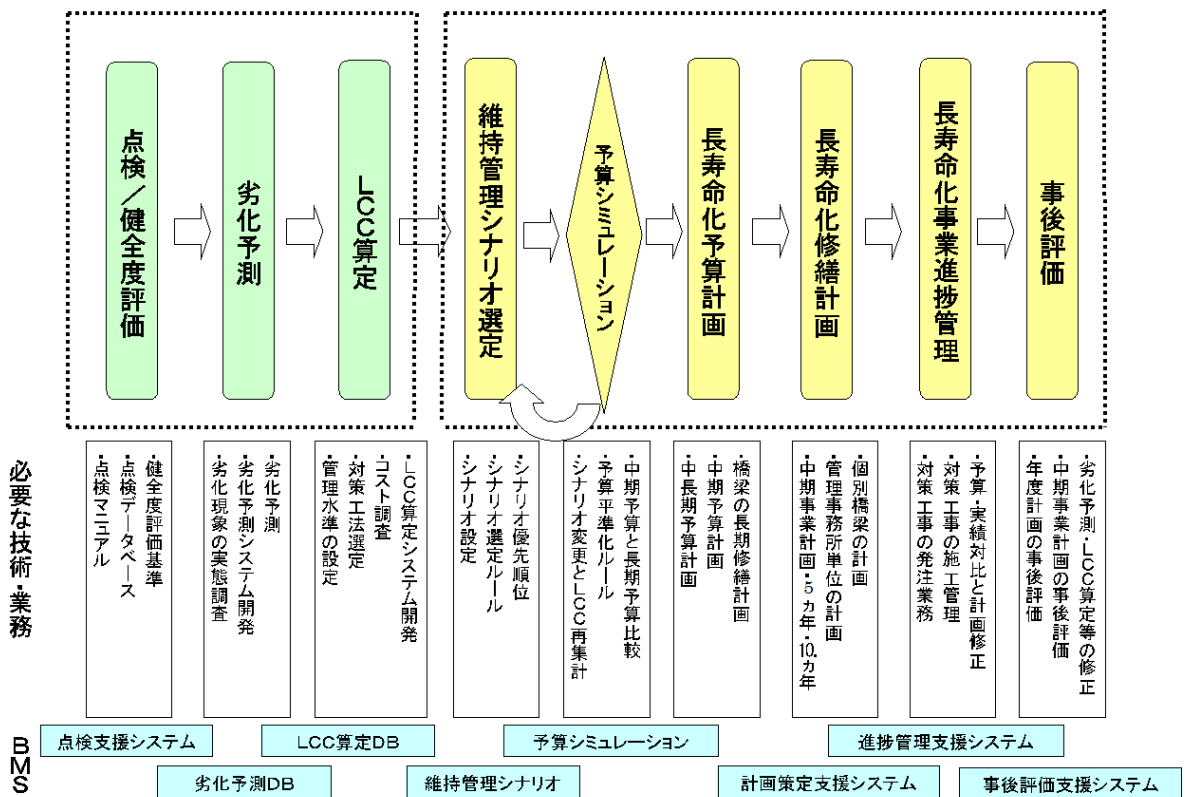 点検／健全度評価
劣化予測
LCC算定
維持管理シナリオ選定
予算シミュレーション
長寿命化予算計画
長寿命化修繕計画
長寿命化事業進捗管理
事後評価
必要な技術・業務
・健全度評価基準
・点検データベース
・点検マニュアル
・劣化予測
・劣化予測システム開発
・劣化現象の実態調査
・LCC算定システム開発
・コスト調査
・対策工法選定
・管理水準の設定
・シナリオ優先順位
・シナリオ選定ルール
・シナリオ設定
・中期予算と長期予算比較
・予算平準化ルール
・シナリオ変更とLCC再集計
・橋梁の長期修繕計画
・中期予算計画
・中長期予算計画
・個別橋梁の計画
・管理事務所単位の計画
・中期事業計画・5カ年・10カ年
・予算・実績対比と計画修正
・対策工事の施工管理
・対策工事の発注業務
・劣化予測・LCC算定等の修正
・中期事業計画の事後評価
・年度計画の事後評価
BMS
点検支援システム
LCC算定DB
予算シミュレーション
進捗管理支援システム
劣化予測DB
維持管理シナリオ
計画策定支援システム
事後評価支援システム